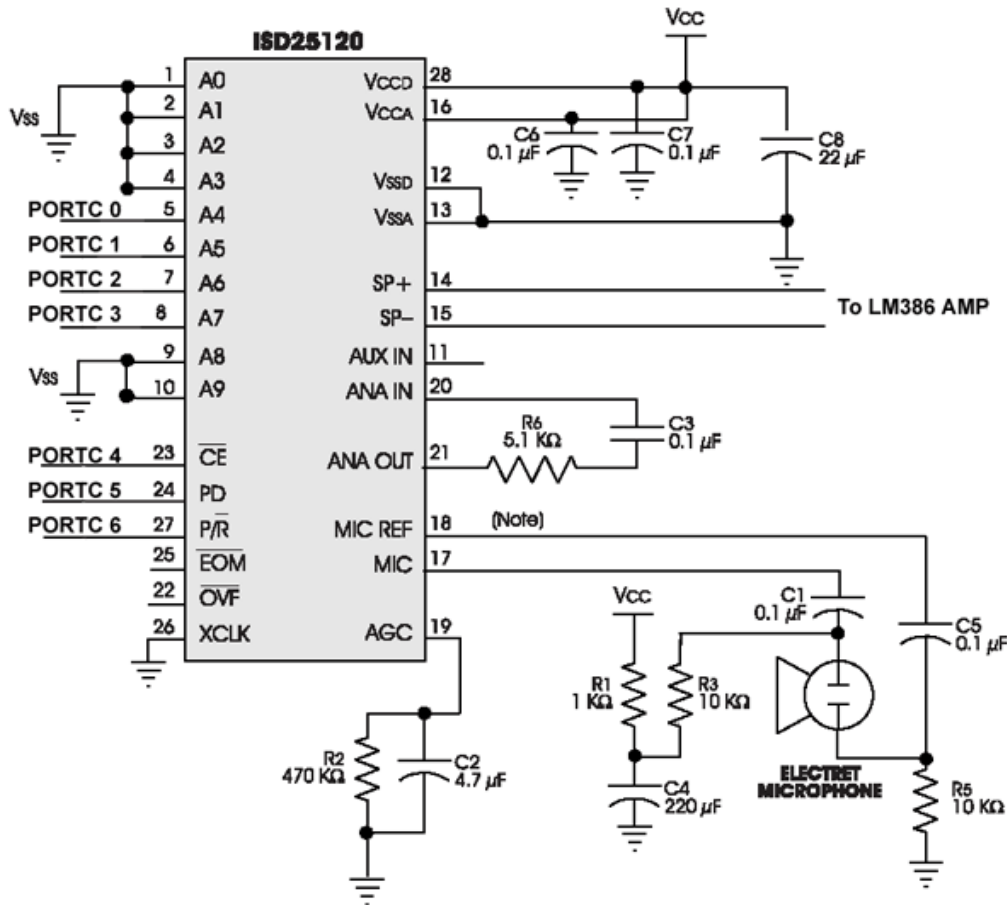 ISD25120
Vcc
Vss
1 A0
2 A1
3 A2
4 A3
PORTC 0 5 A4
PORTC 1 6 A5
PORTC 2 7 A6
PORTC 3 8 A7
Vss
9 A8
10 A9
PORTC 4 23 CE
PORTC 5 24 PD
PORTC 6 27 P/R
25 EOM
22 OVF
26 XCLK
VCCD 28
VCCA 16
VSSD 12
VSSA 13
SP+ 14
SP– 15
AUX IN 11
ANA IN 20
ANA OUT 21
MIC REF 18
MIC 17
AGC 19
C6
0.1 µF
C7
0.1 µF
C8
22 µF
To LM386 AMP
R6
5.1 KΩ
C3
0.1 µF
(Note)
Vcc
C1
0.1 µF
C5
0.1 µF
R1
1 KΩ
R3
10 KΩ
R2
470 KΩ
C2
4.7 µF
C4
220 µF
ELECTRET
MICROPHONE
R5
10 KΩ